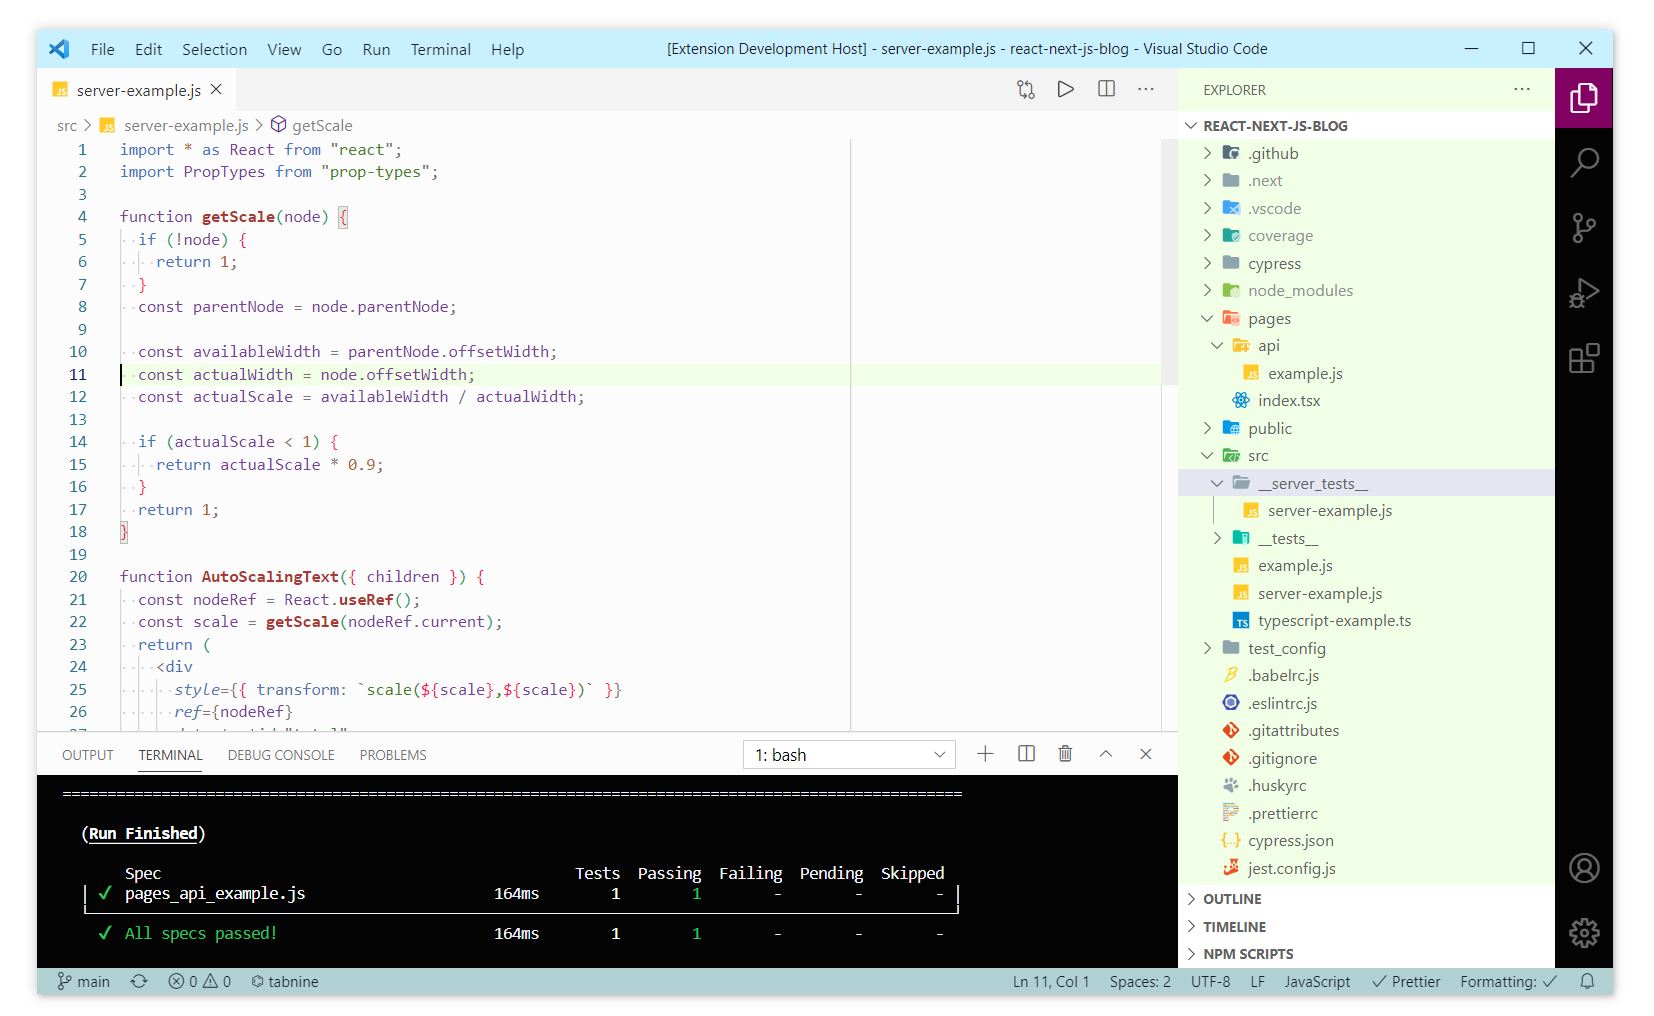 File Edit Selection View Go Run Terminal Help [Extension Development Host] - server-example.js - react-next-js-blog - Visual Studio Code
JS server-example.js
src > JS server-example.js > getScale
1 import * as React from "react";
2 import PropTypes from "prop-types";
3
4 function getScale(node) {
5 if (!node) {
6 return 1;
7 }
8 const parentNode = node.parentNode;
9
10 const availableWidth = parentNode.offsetWidth;
11 const actualWidth = node.offsetWidth;
12 const actualScale = availableWidth / actualWidth;
13
14 if (actualScale < 1) {
15 return actualScale * 0.9;
16 }
17 return 1;
18 }
19
20 function AutoScalingText({ children }) {
21 const nodeRef = React.useRef();
22 const scale = getScale(nodeRef.current);
23 return (
24 <div
25 style={{ transform: `scale(${scale},${scale})` }}
26 ref={nodeRef}
OUTPUT TERMINAL DEBUG CONSOLE PROBLEMS 1: bash
====================================================================================================
(Run Finished)
Spec Tests Passing Failing Pending Skipped
✓ pages_api_example.js 164ms 1 1 - - -
✓ All specs passed! 164ms 1 1 - - -
EXPLORER
REACT-NEXT-JS-BLOG
.github
.next
.vscode
coverage
cypress
node_modules
pages
api
JS example.js
index.tsx
public
src
__server_tests__
JS server-example.js
__tests__
JS example.js
JS server-example.js
TS typescript-example.ts
test_config
.babelrc.js
.eslintrc.js
.gitattributes
.gitignore
.huskyrc
.prettierrc
cypress.json
jest.config.js
OUTLINE
TIMELINE
NPM SCRIPTS
main 0 0 tabnine Ln 11, Col 1 Spaces: 2 UTF-8 LF JavaScript ✓ Prettier Formatting: ✓